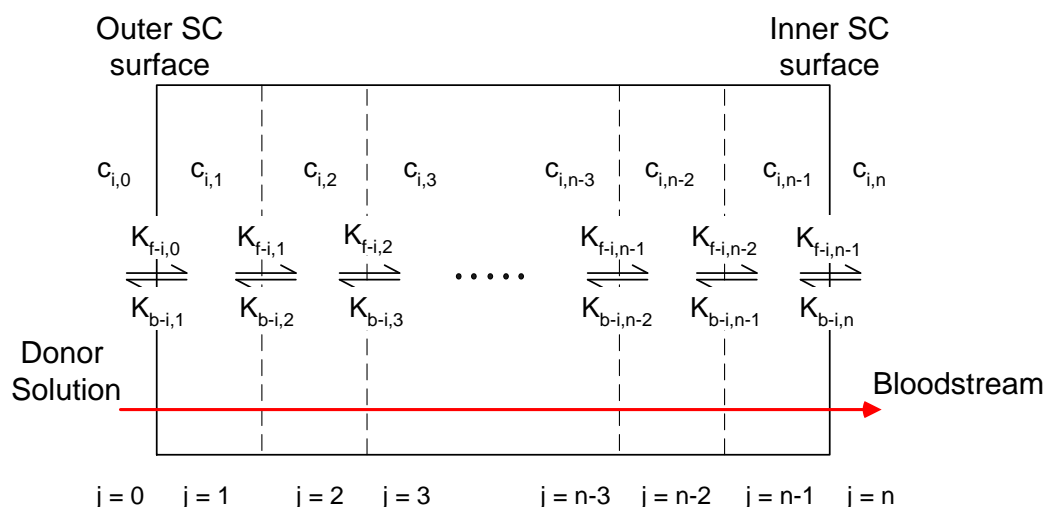 Outer SC
surface
Inner SC
surface
c_{i,0} c_{i,1} c_{i,2} c_{i,3} c_{i,n-3} c_{i,n-2} c_{i,n-1} c_{i,n}
K_{f-i,0} K_{f-i,1} K_{f-i,2} K_{f-i,n-1} K_{f-i,n-2} K_{f-i,n-1}
K_{b-i,1} K_{b-i,2} K_{b-i,3} K_{b-i,n-2} K_{b-i,n-1} K_{b-i,n}
Donor
Solution
Bloodstream
j = 0 j = 1 j = 2 j = 3 j = n-3 j = n-2 j = n-1 j = n